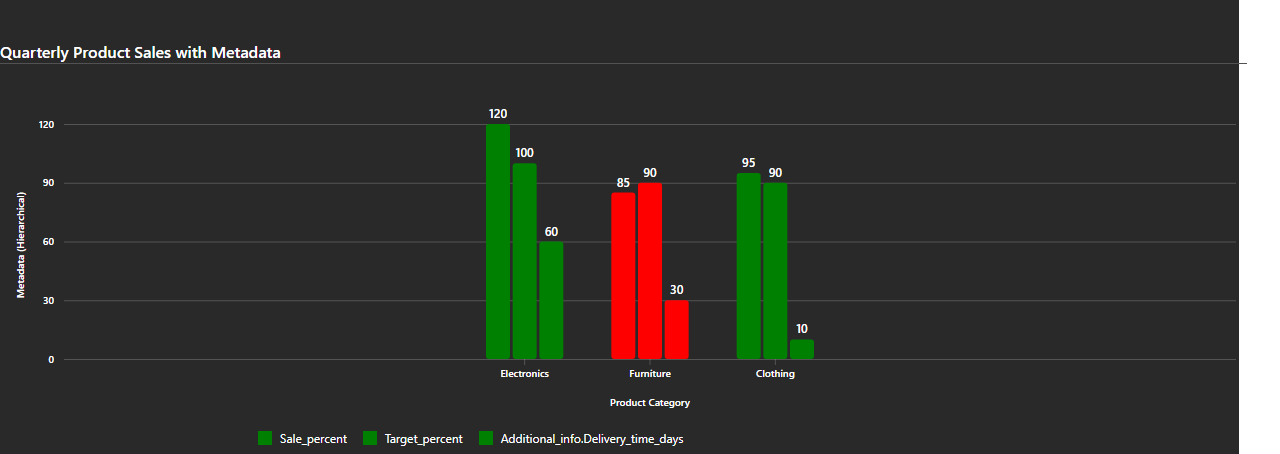 Quarterly Product Sales with Metadata
120
100
60
85
90
30
95
90
10
120
90
60
30
0
Metadata (Hierarchical)
Electronics Furniture Clothing
Product Category
Sale_percent Target_percent Additional_info.Delivery_time_days